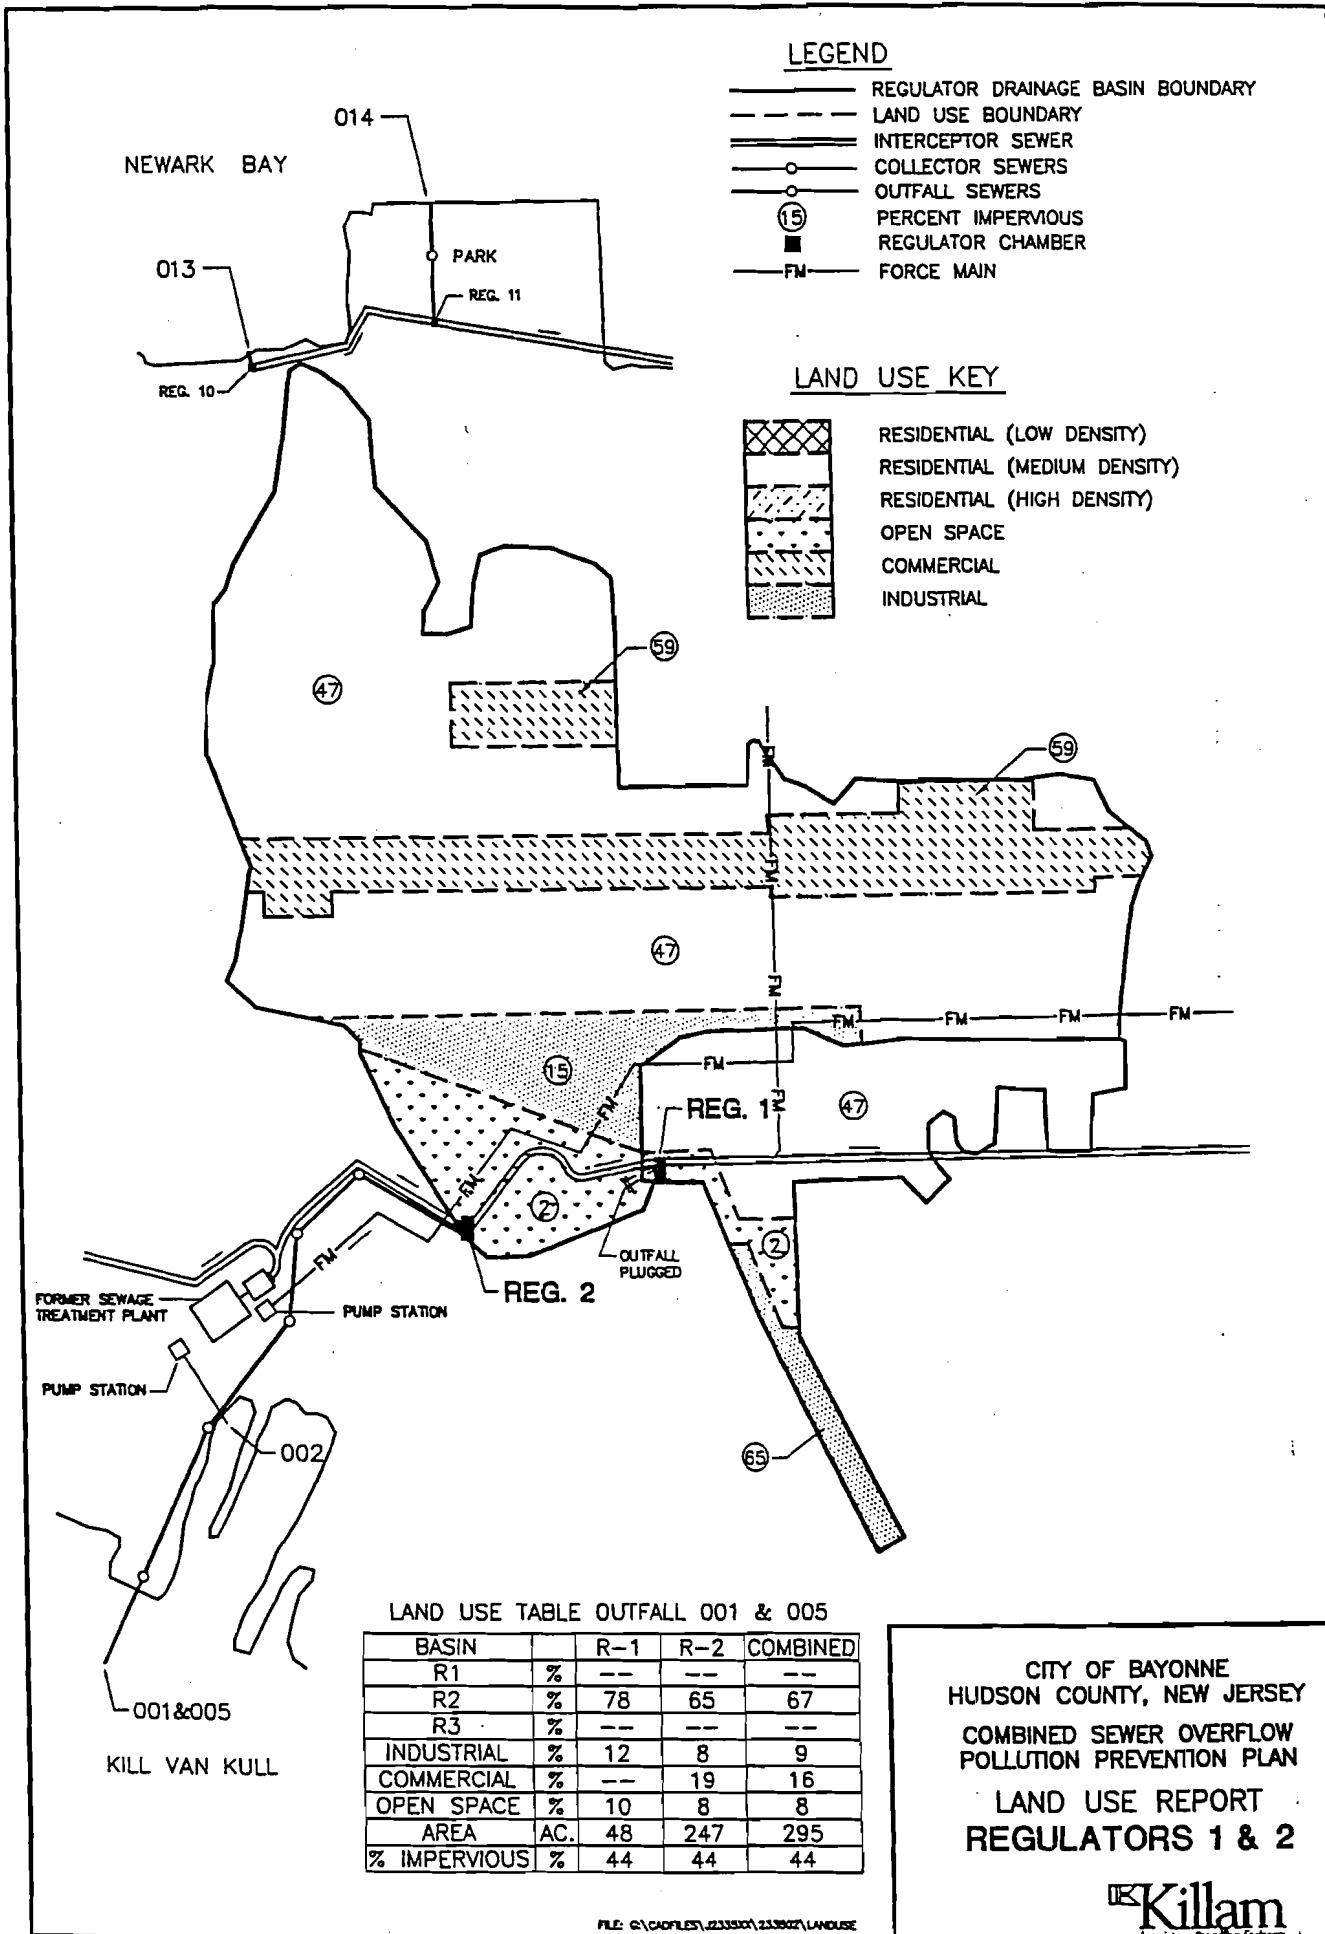 LEGEND
REGULATOR DRAINAGE BASIN BOUNDARY
LAND USE BOUNDARY
INTERCEPTOR SEWER
COLLECTOR SEWERS
OUTFALL SEWERS
15 PERCENT IMPERVIOUS
REGULATOR CHAMBER
FM FORCE MAIN
014
NEWARK BAY
PARK
013
REG. 11
REG. 10
LAND USE KEY
RESIDENTIAL (LOW DENSITY)
RESIDENTIAL (MEDIUM DENSITY)
RESIDENTIAL (HIGH DENSITY)
OPEN SPACE
COMMERCIAL
INDUSTRIAL
59
47
59
FM
FM
47
FM
FM FM FM FM
FM
15
FM
FM
REG. 1
47
FM
2
OUTFALL
PLUGGED
2
REG. 2
FM
FORMER SEWAGE
TREATMENT PLANT
PUMP STATION
PUMP STATION
002
65
001&005
KILL VAN KULL
LAND USE TABLE OUTFALL 001 & 005
BASIN R-1 R-2 COMBINED
R1 % -- -- --
R2 % 78 65 67
R3 % -- -- --
INDUSTRIAL % 12 8 9
COMMERCIAL % -- 19 16
OPEN SPACE % 10 8 8
AREA AC. 48 247 295
% IMPERVIOUS % 44 44 44
CITY OF BAYONNE
HUDSON COUNTY, NEW JERSEY
COMBINED SEWER OVERFLOW
POLLUTION PREVENTION PLAN
LAND USE REPORT
REGULATORS 1 & 2
Killam
FILE: